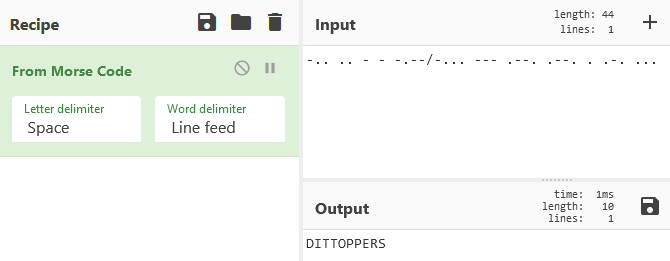 Recipe
From Morse Code
Letter delimiter
Space
Word delimiter
Line feed
Input
length: 44
lines: 1
-.. .. - - -.--/-... --- .--. .--. . .-. ...
Output
time: 1ms
length: 10
lines: 1
DITTOPPERS